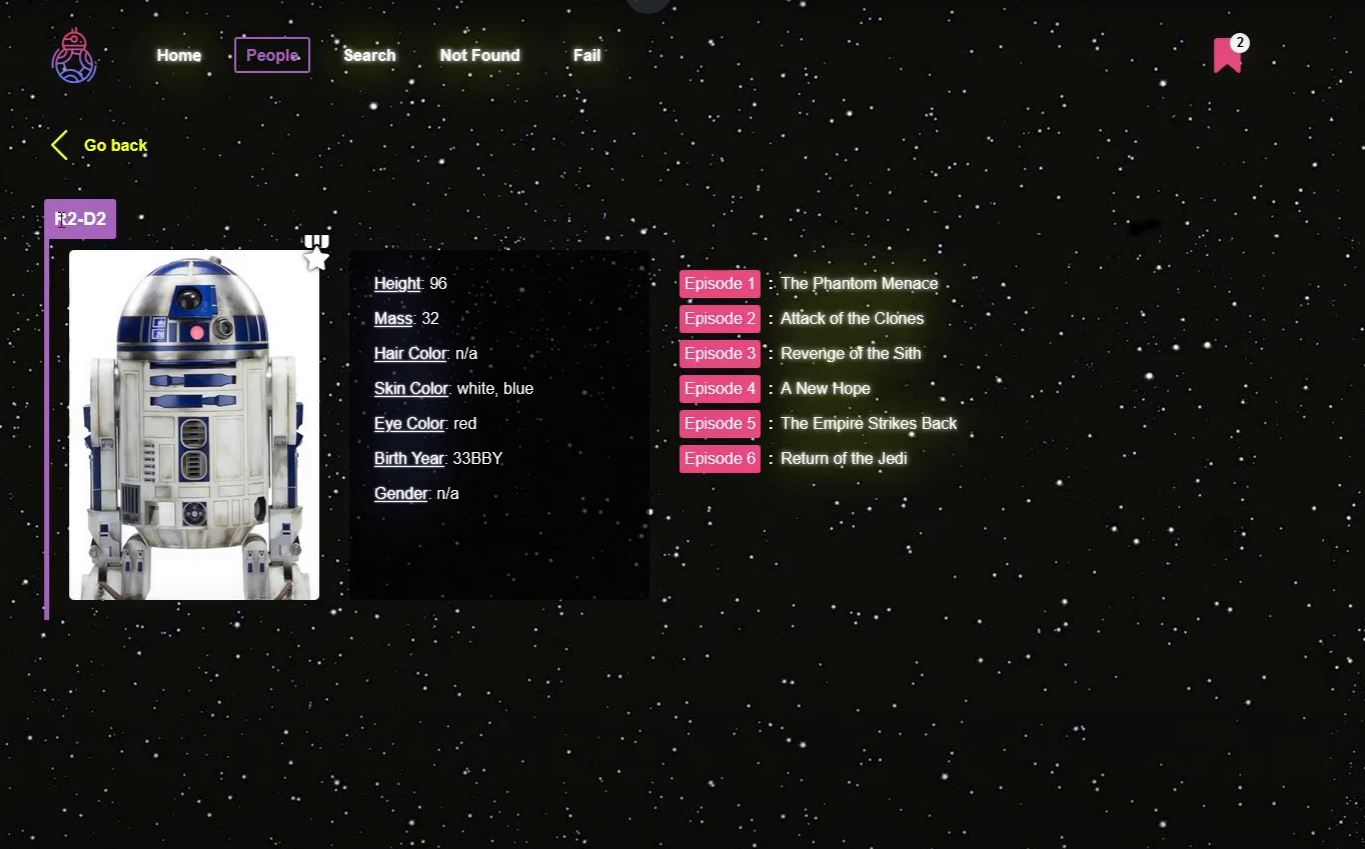 Home People Search Not Found Fail 2
Go back
R2-D2
Height: 96
Mass: 32
Hair Color: n/a
Skin Color: white, blue
Eye Color: red
Birth Year: 33BBY
Gender: n/a
Episode 1 : The Phantom Menace
Episode 2 : Attack of the Clones
Episode 3 : Revenge of the Sith
Episode 4 : A New Hope
Episode 5 : The Empire Strikes Back
Episode 6 : Return of the Jedi